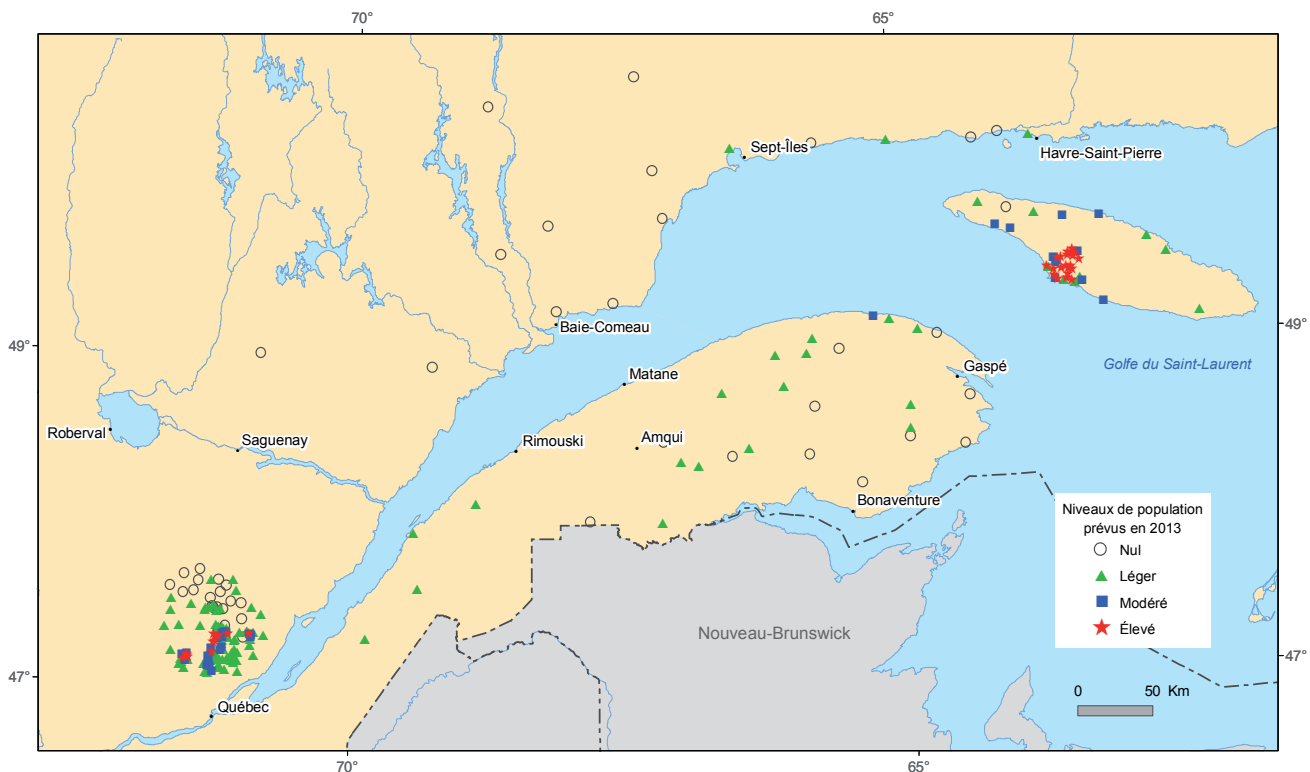 70°
65°
Sept-Îles
Havre-Saint-Pierre
Baie-Comeau
49°
49°
Golfe du Saint-Laurent
Gaspé
Matane
Roberval
Saguenay
Rimouski
Amqui
Bonaventure
Niveaux de population
prévus en 2013
Nul
Léger
Modéré
Élevé
Nouveau-Brunswick
47°
47°
0 50 Km
Québec
70°
65°